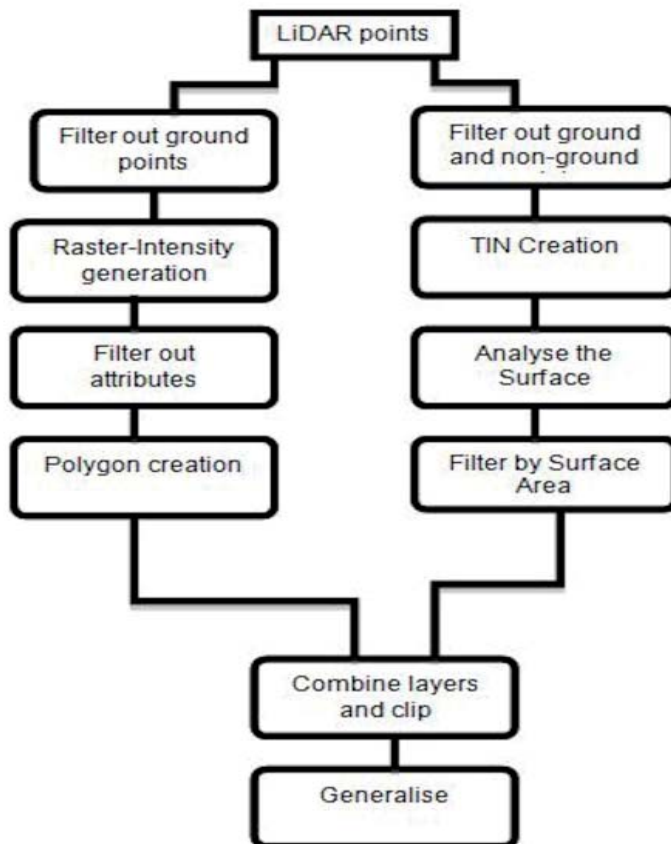 LiDAR points
Filter out ground
points
Raster-Intensity
generation
Filter out
attributes
Polygon creation
Filter out ground
and non-ground
TIN Creation
Analyse the
Surface
Filter by Surface
Area
Combine layers
and clip
Generalise